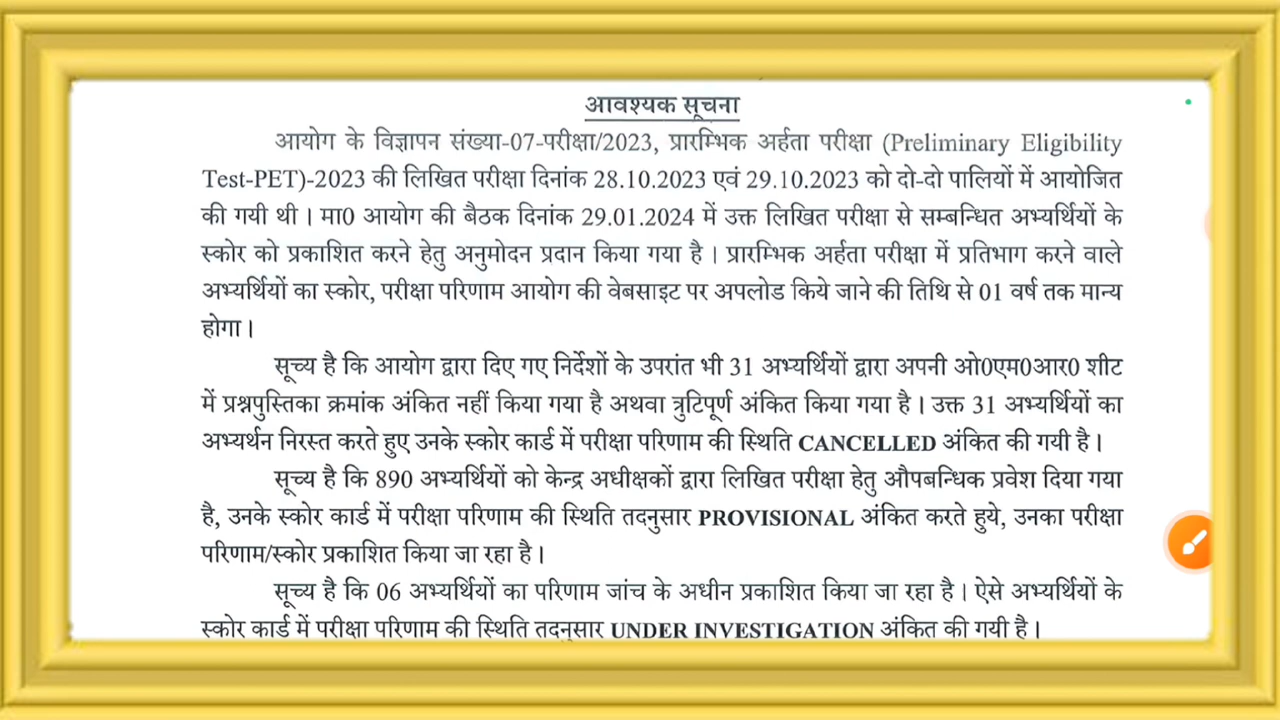 आवश्यक सूचना
आयोग के विज्ञापन संख्या-07-परीक्षा/2023, प्रारम्भिक अर्हता परीक्षा (Preliminary Eligibility
Test-PET)-2023 की लिखित परीक्षा दिनांक 28.10.2023 एवं 29.10.2023 को दो-दो पालियों में आयोजित
की गयी थी। मा0 आयोग की बैठक दिनांक 29.01.2024 में उक्त लिखित परीक्षा से सम्बन्धित अभ्यर्थियों के
स्कोर को प्रकाशित करने हेतु अनुमोदन प्रदान किया गया है। प्रारम्भिक अर्हता परीक्षा में प्रतिभाग करने वाले
अभ्यर्थियों का स्कोर, परीक्षा परिणाम आयोग की वेबसाइट पर अपलोड किये जाने की तिथि से 01 वर्ष तक मान्य
होगा।
सूच्य है कि आयोग द्वारा दिए गए निर्देशों के उपरांत भी 31 अभ्यर्थियों द्वारा अपनी ओ0एम0आर0 शीट
में प्रश्नपुस्तिका क्रमांक अंकित नहीं किया गया है अथवा त्रुटिपूर्ण अंकित किया गया है। उक्त 31 अभ्यर्थियों का
अभ्यर्थन निरस्त करते हुए उनके स्कोर कार्ड में परीक्षा परिणाम की स्थिति CANCELLED अंकित की गयी है।
सूच्य है कि 890 अभ्यर्थियों को केन्द्र अधीक्षकों द्वारा लिखित परीक्षा हेतु औपबन्धिक प्रवेश दिया गया
है, उनके स्कोर कार्ड में परीक्षा परिणाम की स्थिति तदनुसार PROVISIONAL अंकित करते हुये, उनका परीक्षा
परिणाम/स्कोर प्रकाशित किया जा रहा है।
सूच्य है कि 06 अभ्यर्थियों का परिणाम जांच के अधीन प्रकाशित किया जा रहा है। ऐसे अभ्यर्थियों के
स्कोर कार्ड में परीक्षा परिणाम की स्थिति तदनुसार UNDER INVESTIGATION अंकित की गयी है।